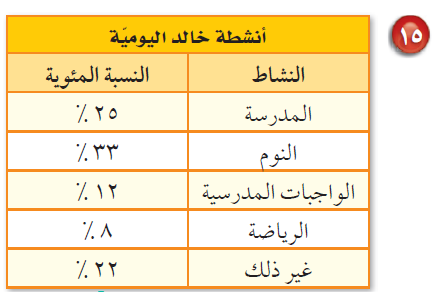 ١٥
أنشطة خالد اليوميّة
النشاط النسبة المئوية
المدرسة ٢٥ ٪
النوم ٣٣ ٪
الواجبات المدرسية ١٢ ٪
الرياضة ٨ ٪
غير ذلك ٢٢ ٪